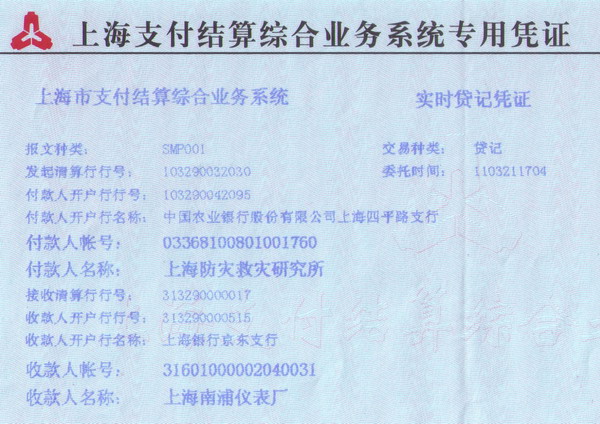 上海支付结算综合业务系统专用凭证
上海市支付结算综合业务系统 实时贷记凭证
报文种类: SMP001 交易种类: 贷记
发起清算行行号: 103290032030 委托时间: 1103211704
付款人开户行行号: 103290042095
付款人开户行名称: 中国农业银行股份有限公司上海四平路支行
付款人帐号: 03368100801001760
付款人名称: 上海防灾救灾研究所
接收清算行行号: 313290000017
收款人开户行行号: 313290000515
收款人开户行名称: 上海银行京东支行
收款人帐号: 31601000002040031
收款人名称: 上海南浦仪表厂